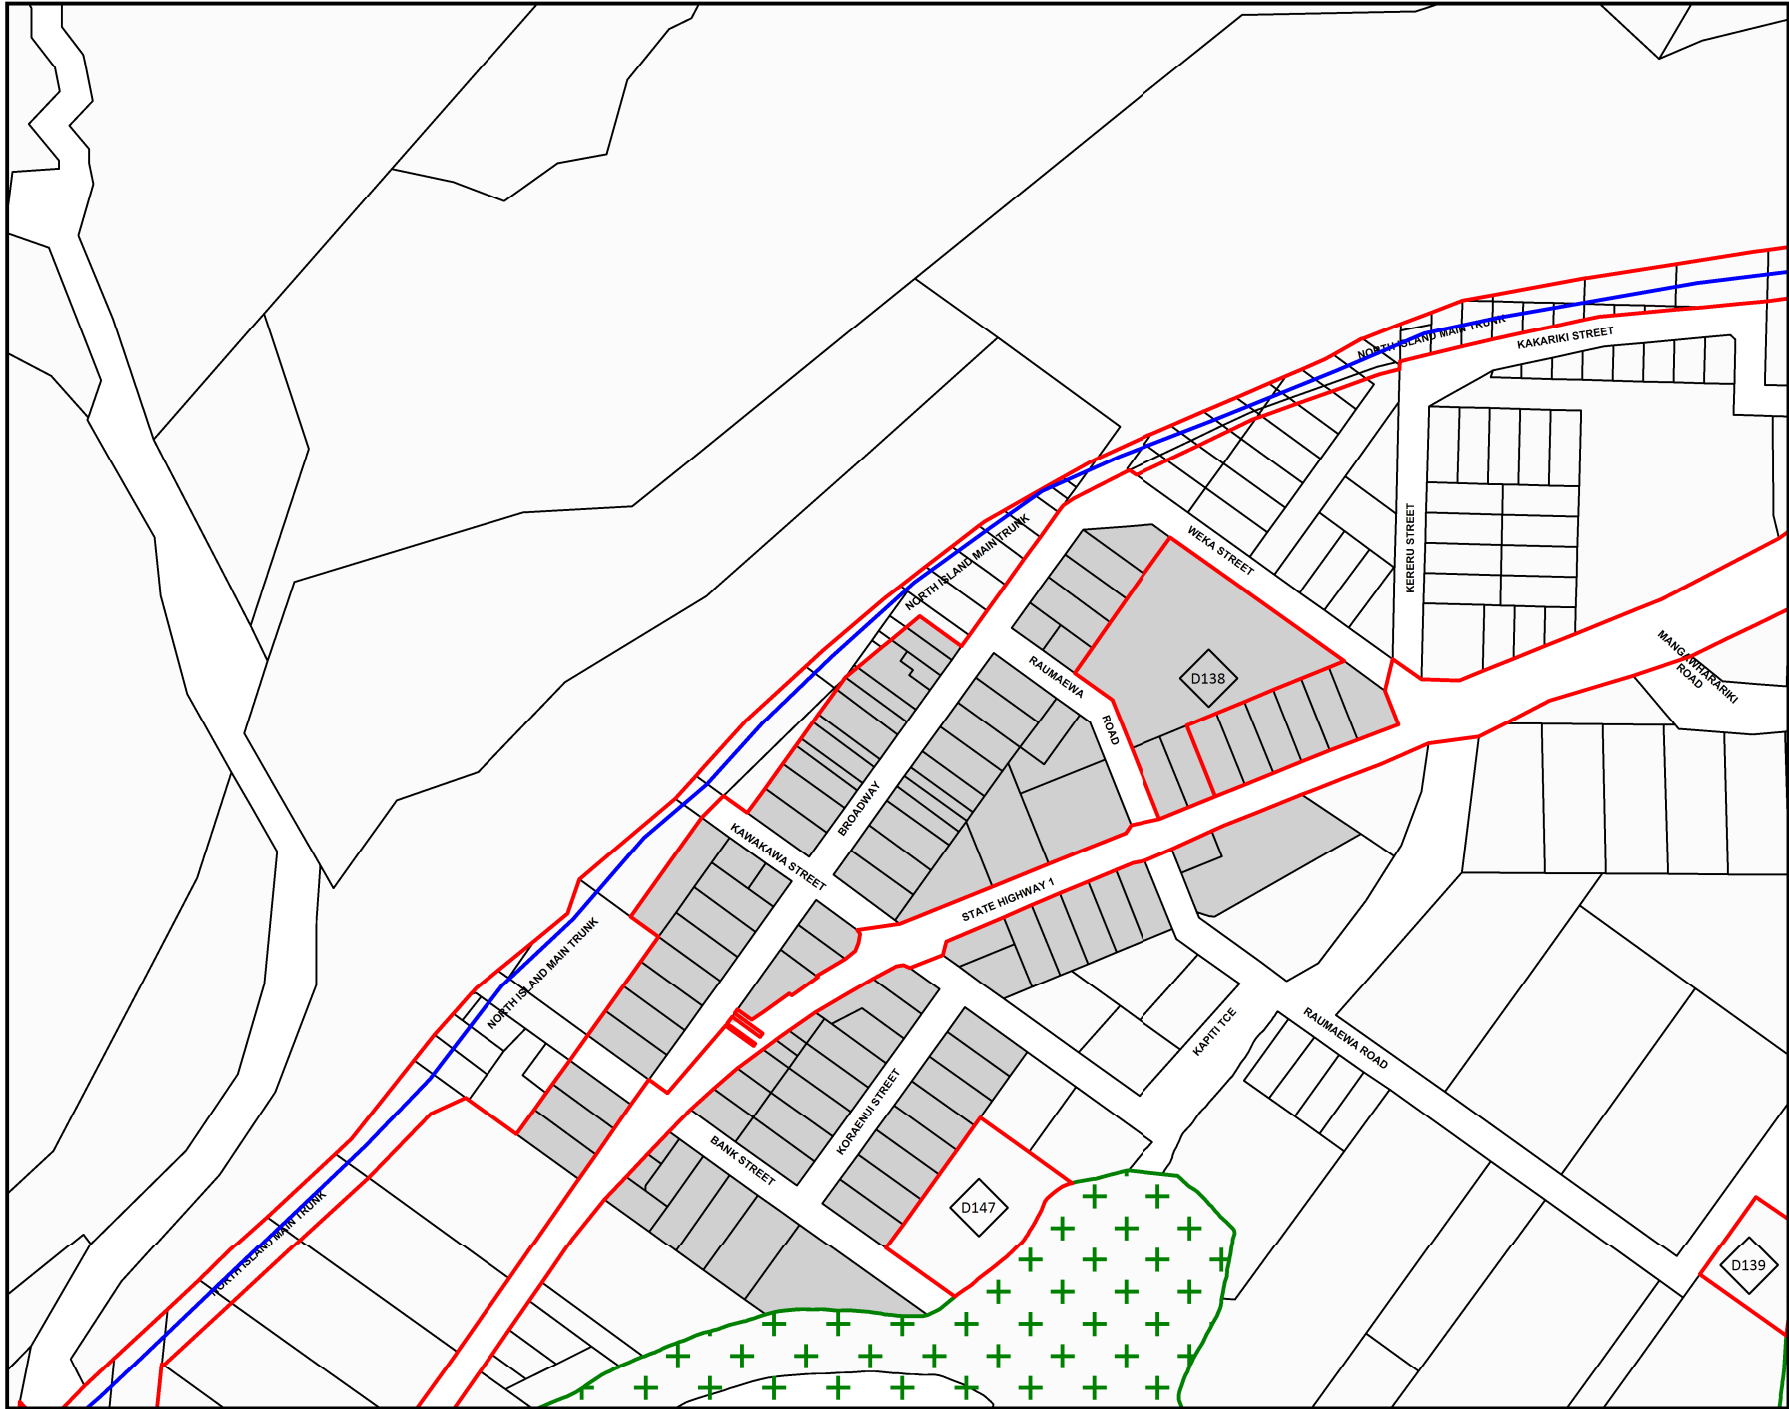 NORTH ISLAND MAIN TRUNK
KAKARIKI STREET
NORTH ISLAND MAIN TRUNK
WEKA STREET
KERERU STREET
MANGAWHARARIKI
ROAD
RAUMAEWA
ROAD
D138
BROADWAY
KAWAKAWA STREET
STATE HIGHWAY 1
NORTH ISLAND MAIN TRUNK
KAPITI TCE
RAUMAEWA ROAD
KORAENUI STREET
BANK STREET
D147
NORTH ISLAND MAIN TRUNK
D139